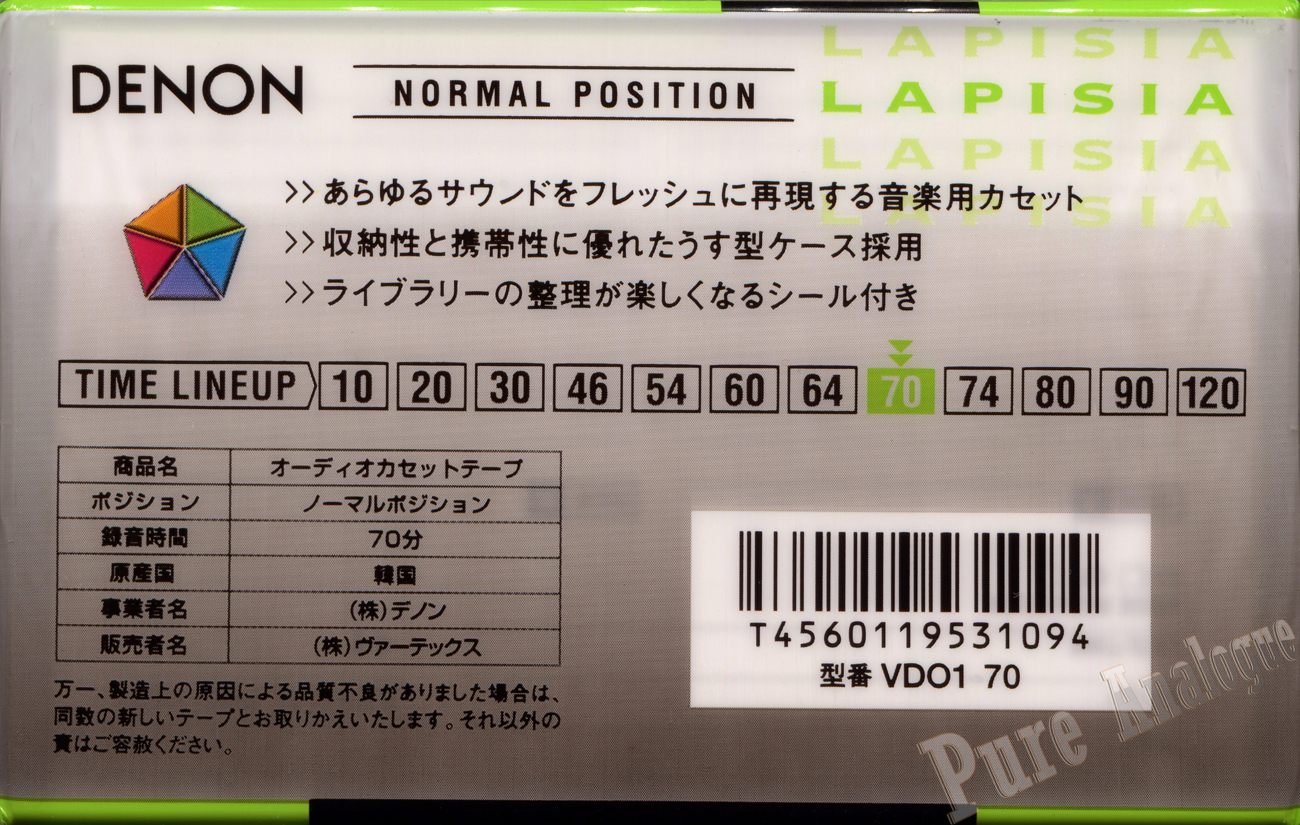 LAPISIA
DENON NORMAL POSITION LAPISIA
LAPISIA
LAPISIA
>>あらゆるサウンドをフレッシュに再現する音楽用カセット
>>収納性と携帯性に優れたうす型ケース採用
>>ライブラリーの整理が楽しくなるシール付き
TIME LINEUP 10 20 30 46 54 60 64 70 74 80 90 120
商品名 オーディオカセットテープ
ポジション ノーマルポジション
録音時間 70分
原産国 韓国
事業者名 (株)デノン
販売者名 (株)ヴァーテックス
万一、製造上の原因による品質不良がありました場合は、
同数の新しいテープとお取りかえいたします。それ以外の
責はご容赦ください。
T4560119531094
型番 VDO1 70
Pure Analogue